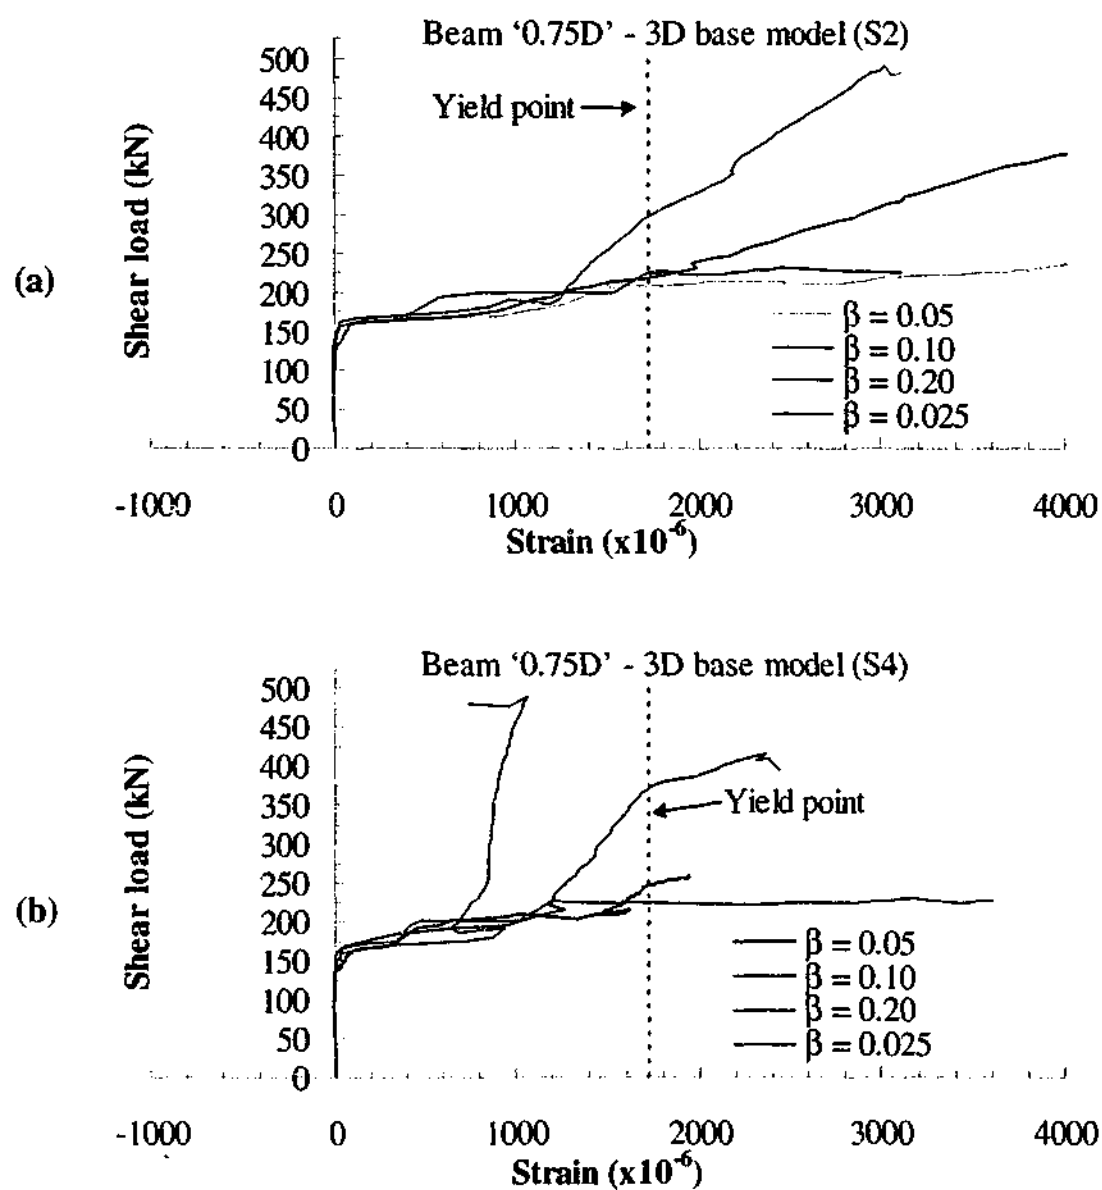 Beam ‘0.75D’ - 3D base model (S2)
500
450
400
350
300
250
200
150
100
50
0
Yield point
Shear load (kN)
(a)
β = 0.05
β = 0.10
β = 0.20
β = 0.025
-1000 0 1000 2000 3000 4000
Strain (x10⁻⁶)
Beam ‘0.75D’ - 3D base model (S4)
500
450
400
350
300
250
200
150
100
50
0
Yield point
Shear load (kN)
(b)
β = 0.05
β = 0.10
β = 0.20
β = 0.025
-1000 0 1000 2000 3000 4000
Strain (x10⁻⁶)